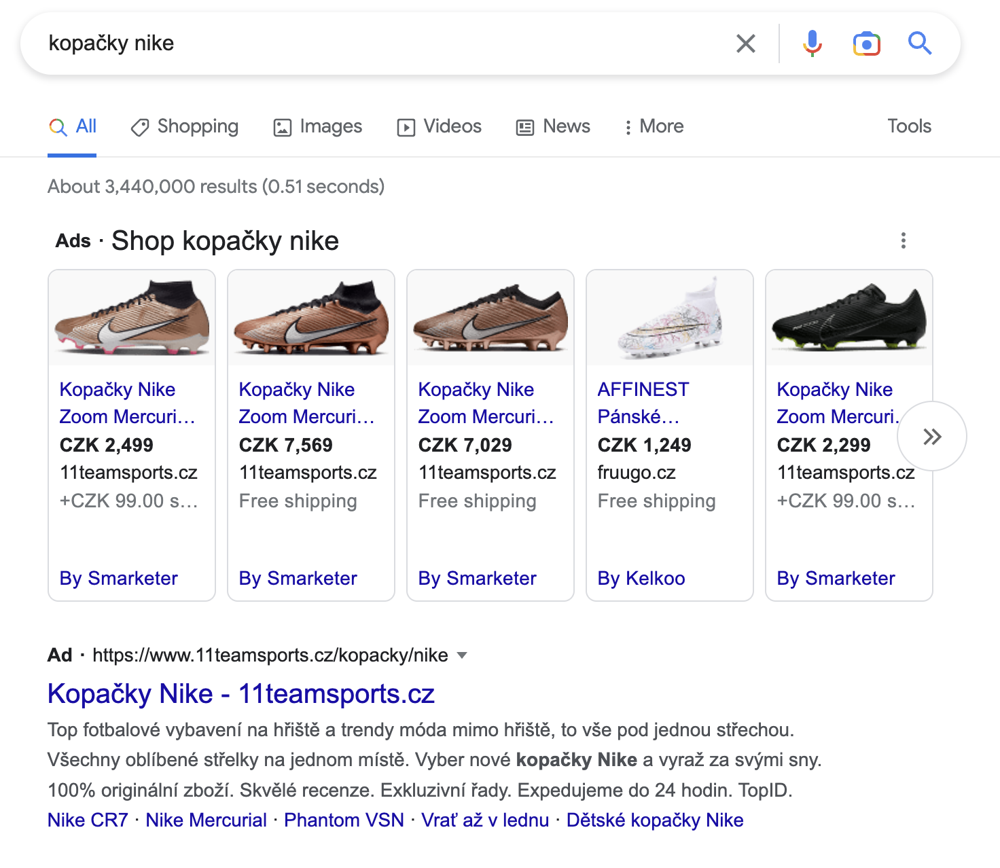 kopačky nike
All Shopping Images Videos News More Tools
About 3,440,000 results (0.51 seconds)
Ads · Shop kopačky nike
Kopačky Nike
Zoom Mercuri...
CZK 2,499
11teamsports.cz
+CZK 99.00 s...
By Smarketer
Kopačky Nike
Zoom Mercuri...
CZK 7,569
11teamsports.cz
Free shipping
By Smarketer
Kopačky Nike
Zoom Mercuri...
CZK 7,029
11teamsports.cz
Free shipping
By Smarketer
AFFINEST
Pánské...
CZK 1,249
fruugo.cz
Free shipping
By Kelkoo
Kopačky Nike
Zoom Mercuri.
CZK 2,299
11teamsports.cz
+CZK 99.00 s...
By Smarketer
Ad · https://www.11teamsports.cz/kopacky/nike
Kopačky Nike - 11teamsports.cz
Top fotbalové vybavení na hřiště a trendy móda mimo hřiště, to vše pod jednou střechou.
Všechny oblíbené střelky na jednom místě. Vyber nové kopačky Nike a vyraž za svými sny.
100% originální zboží. Skvělé recenze. Exkluzivní řady. Expedujeme do 24 hodin. TopID.
Nike CR7 · Nike Mercurial · Phantom VSN · Vrať až v lednu · Dětské kopačky Nike